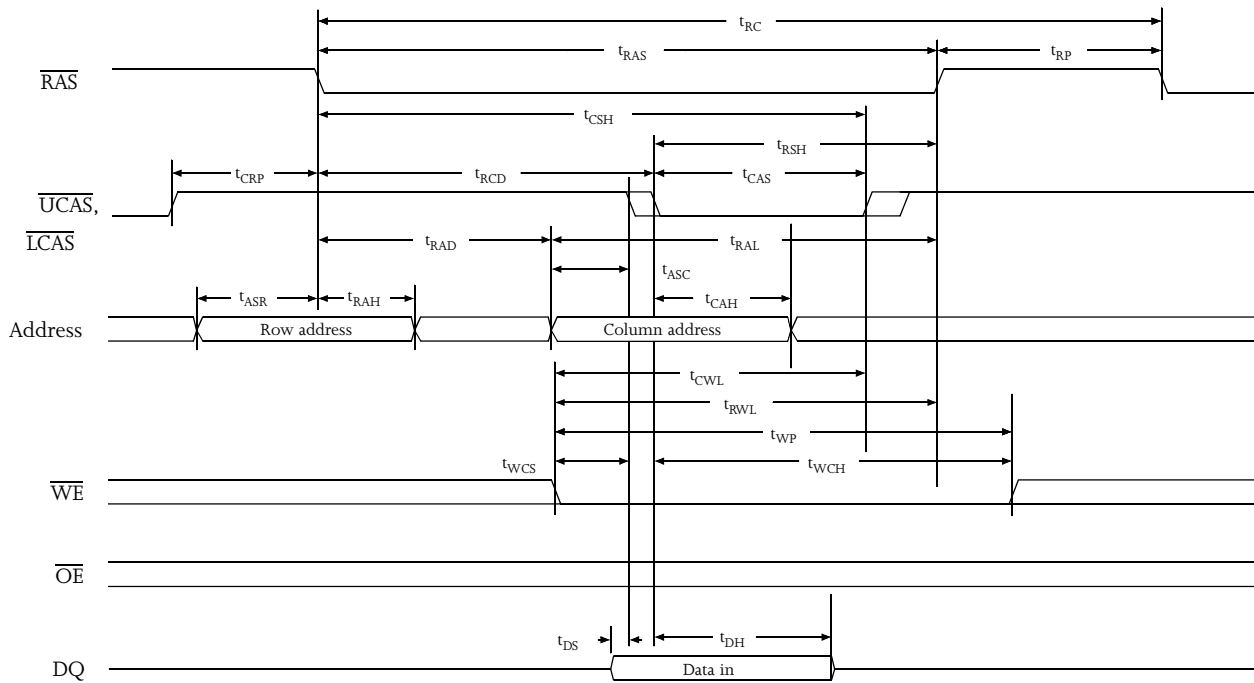 tRC
tRAS
tRP
RAS
tCSH
tRSH
tCRP
tRCD
tCAS
UCAS,
LCAS
tRAD
tRAL
tASC
tASR
tRAH
tCAH
Address
Row address
Column address
tCWL
tRWL
tWP
tWCS
tWCH
WE
OE
tDS
tDH
DQ
Data in